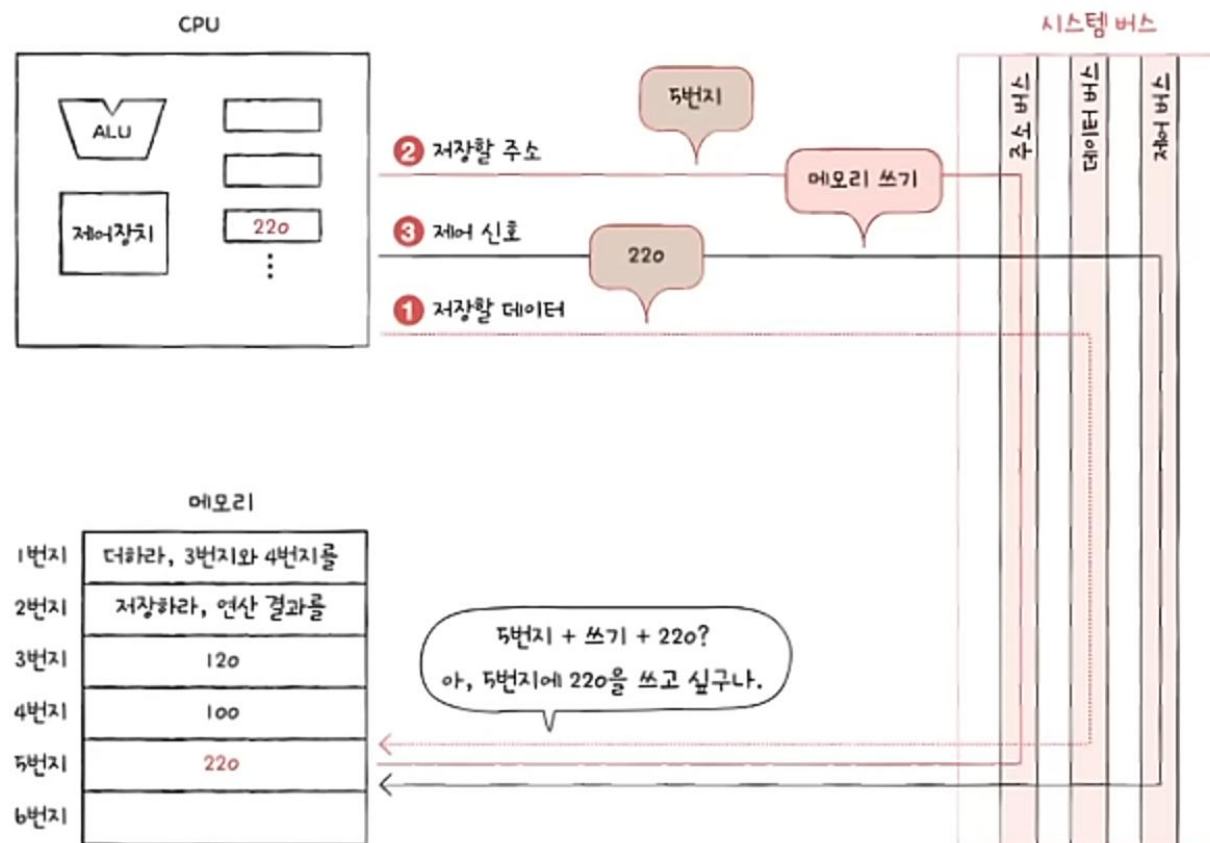 CPU
시스템 버스
ALU
제어장치
220
5번지
② 저장할 주소
메모리 쓰기
③ 제어 신호
220
① 저장할 데이터
주소 버스
데이터 버스
제어 버스
메모리
1번지 더하라, 3번지와 4번지를
2번지 저장하라, 연산 결과를
3번지 120
4번지 100
5번지 220
6번지
5번지 + 쓰기 + 220?
아, 5번지에 220을 쓰고 싶구나.